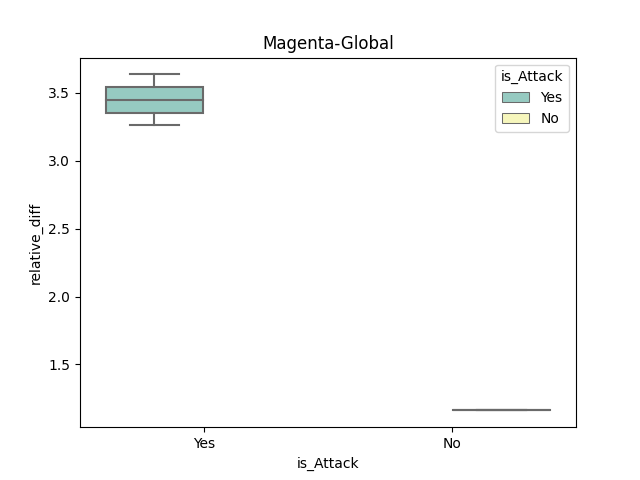 Magenta-Global
is_Attack
Yes
No
3.5
3.0
2.5
2.0
1.5
relative_diff
Yes
No
is_Attack